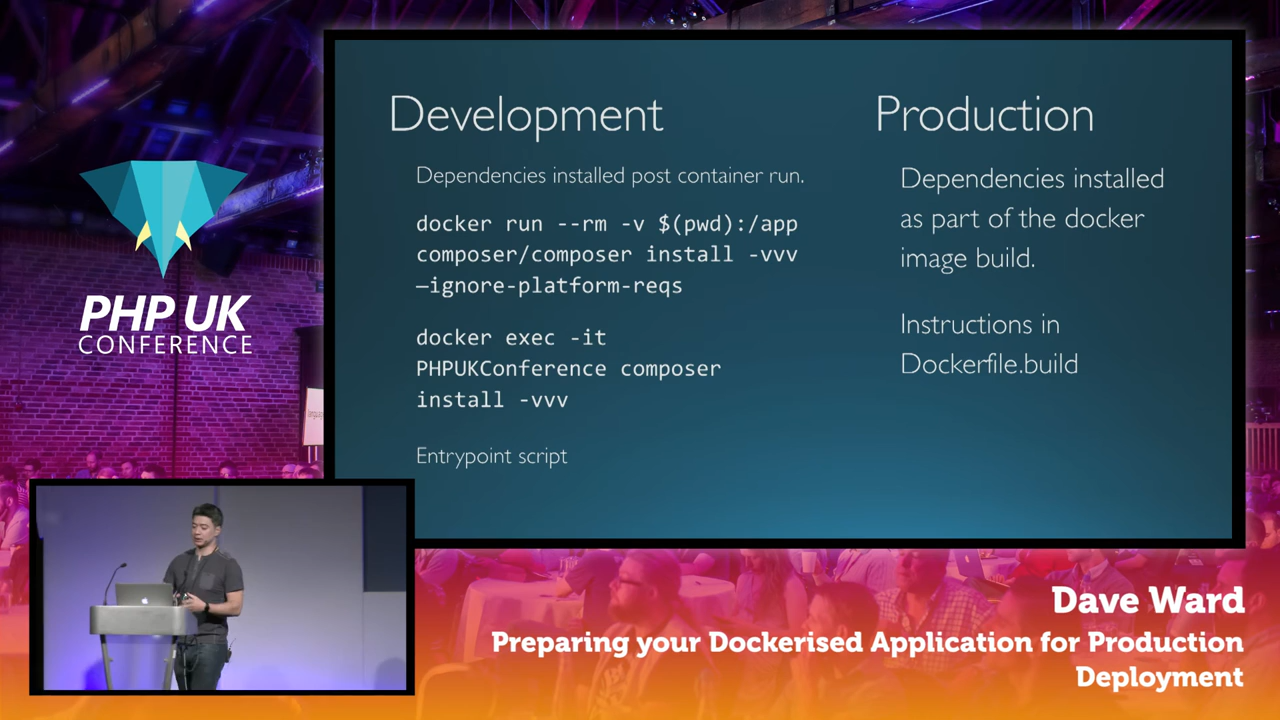 Development
Dependencies installed post container run.
docker run --rm -v $(pwd):/app
composer/composer install -vvv
—ignore-platform-reqs
docker exec -it
PHPUKConference composer
install -vvv
Entrypoint script
Production
Dependencies installed
as part of the docker
image build.
Instructions in
Dockerfile.build
PHP UK
CONFERENCE
Dave Ward
Preparing your Dockerised Application for Production
Deployment